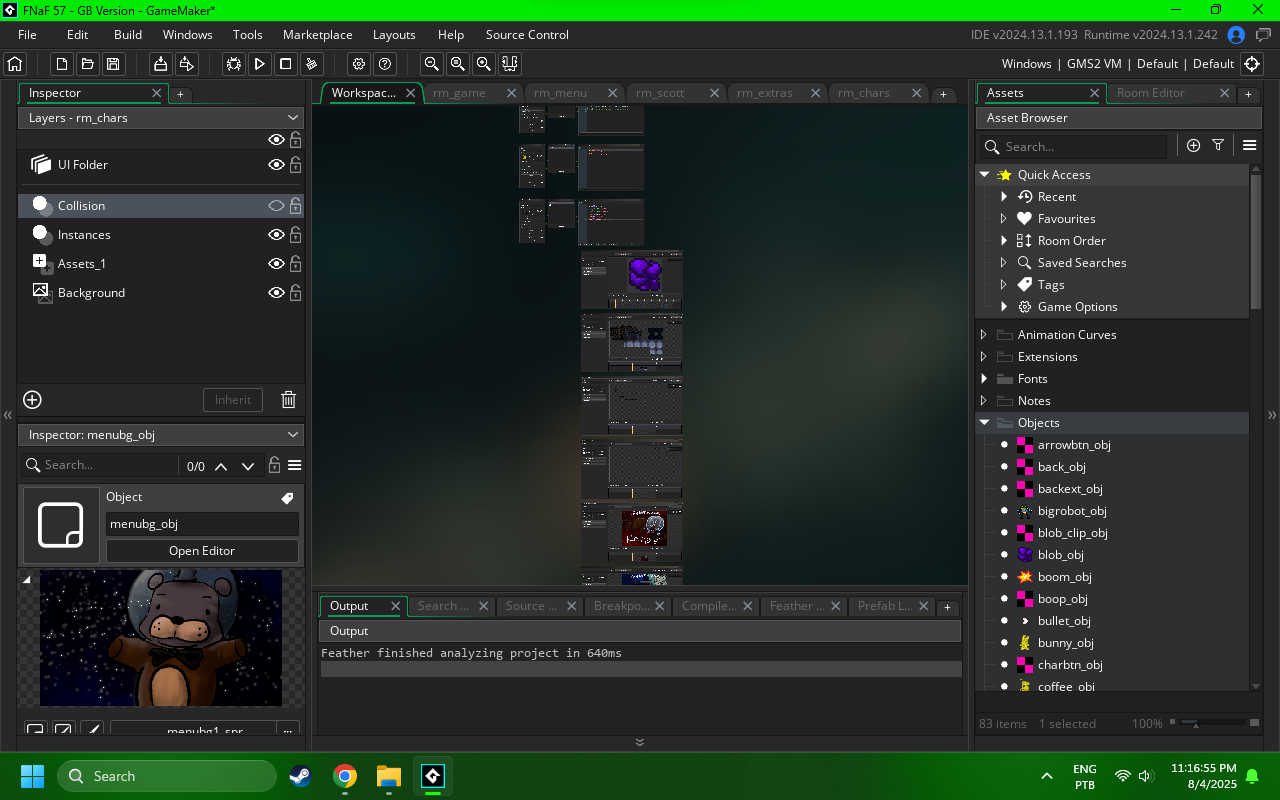 FNaF 57 - GB Version - GameMaker*
File Edit Build Windows Tools Marketplace Layouts Help Source Control
IDE v2024.13.1.193 Runtime v2024.13.1.242
Windows | GMS2 VM | Default | Default
Inspector
Layers - rm_chars
UI Folder
Collision
Instances
Assets_1
Background
Inherit
Inspector: menubg_obj
Search...
0/0
Object
menubg_obj
Open Editor
menubg1_spr
...
Workspac...
rm_game
rm_menu
rm_scott
rm_extras
rm_chars
Output
Search ...
Source ...
Breakpo...
Compile...
Feather ...
Prefab L...
Output
Feather finished analyzing project in 640ms
Assets
Room Editor
Asset Browser
Search...
Quick Access
Recent
Favourites
Room Order
Saved Searches
Tags
Game Options
Animation Curves
Extensions
Fonts
Notes
Objects
arrowbtn_obj
back_obj
backext_obj
bigrobot_obj
blob_clip_obj
blob_obj
boom_obj
boop_obj
bullet_obj
bunny_obj
charbtn_obj
coffee_obj
83 items 1 selected 100%
Search
ENG
PTB
11:16:55 PM
8/4/2025